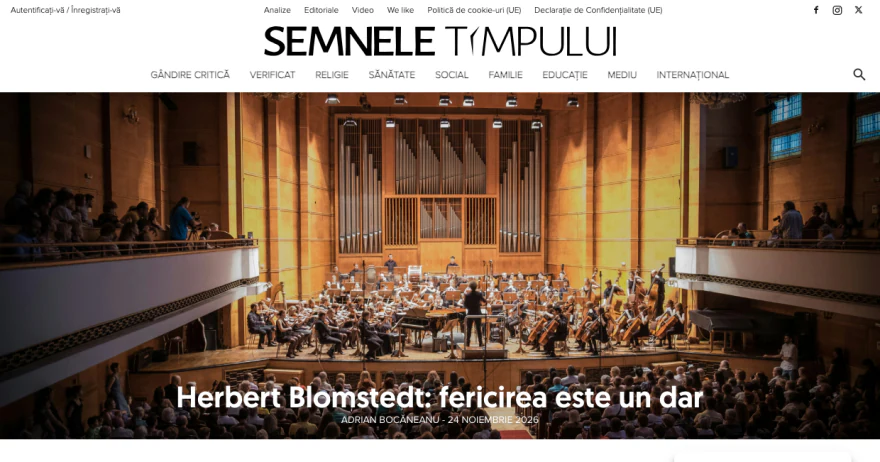 Autentificați-vă / Înregistrați-vă
Analize Editoriale Video We like Politică de cookie-uri (UE) Declarație de Confidențialitate (UE)
SEMNELE TIMPULUI
GÂNDIRE CRITICĂ VERIFICAT RELIGIE SĂNĂTATE SOCIAL FAMILIE EDUCAȚIE MEDIU INTERNAȚIONAL
Herbert Blomstedt: fericirea este un dar
ADRIAN BOCĂNEANU - 24 NOIEMBRIE 2026